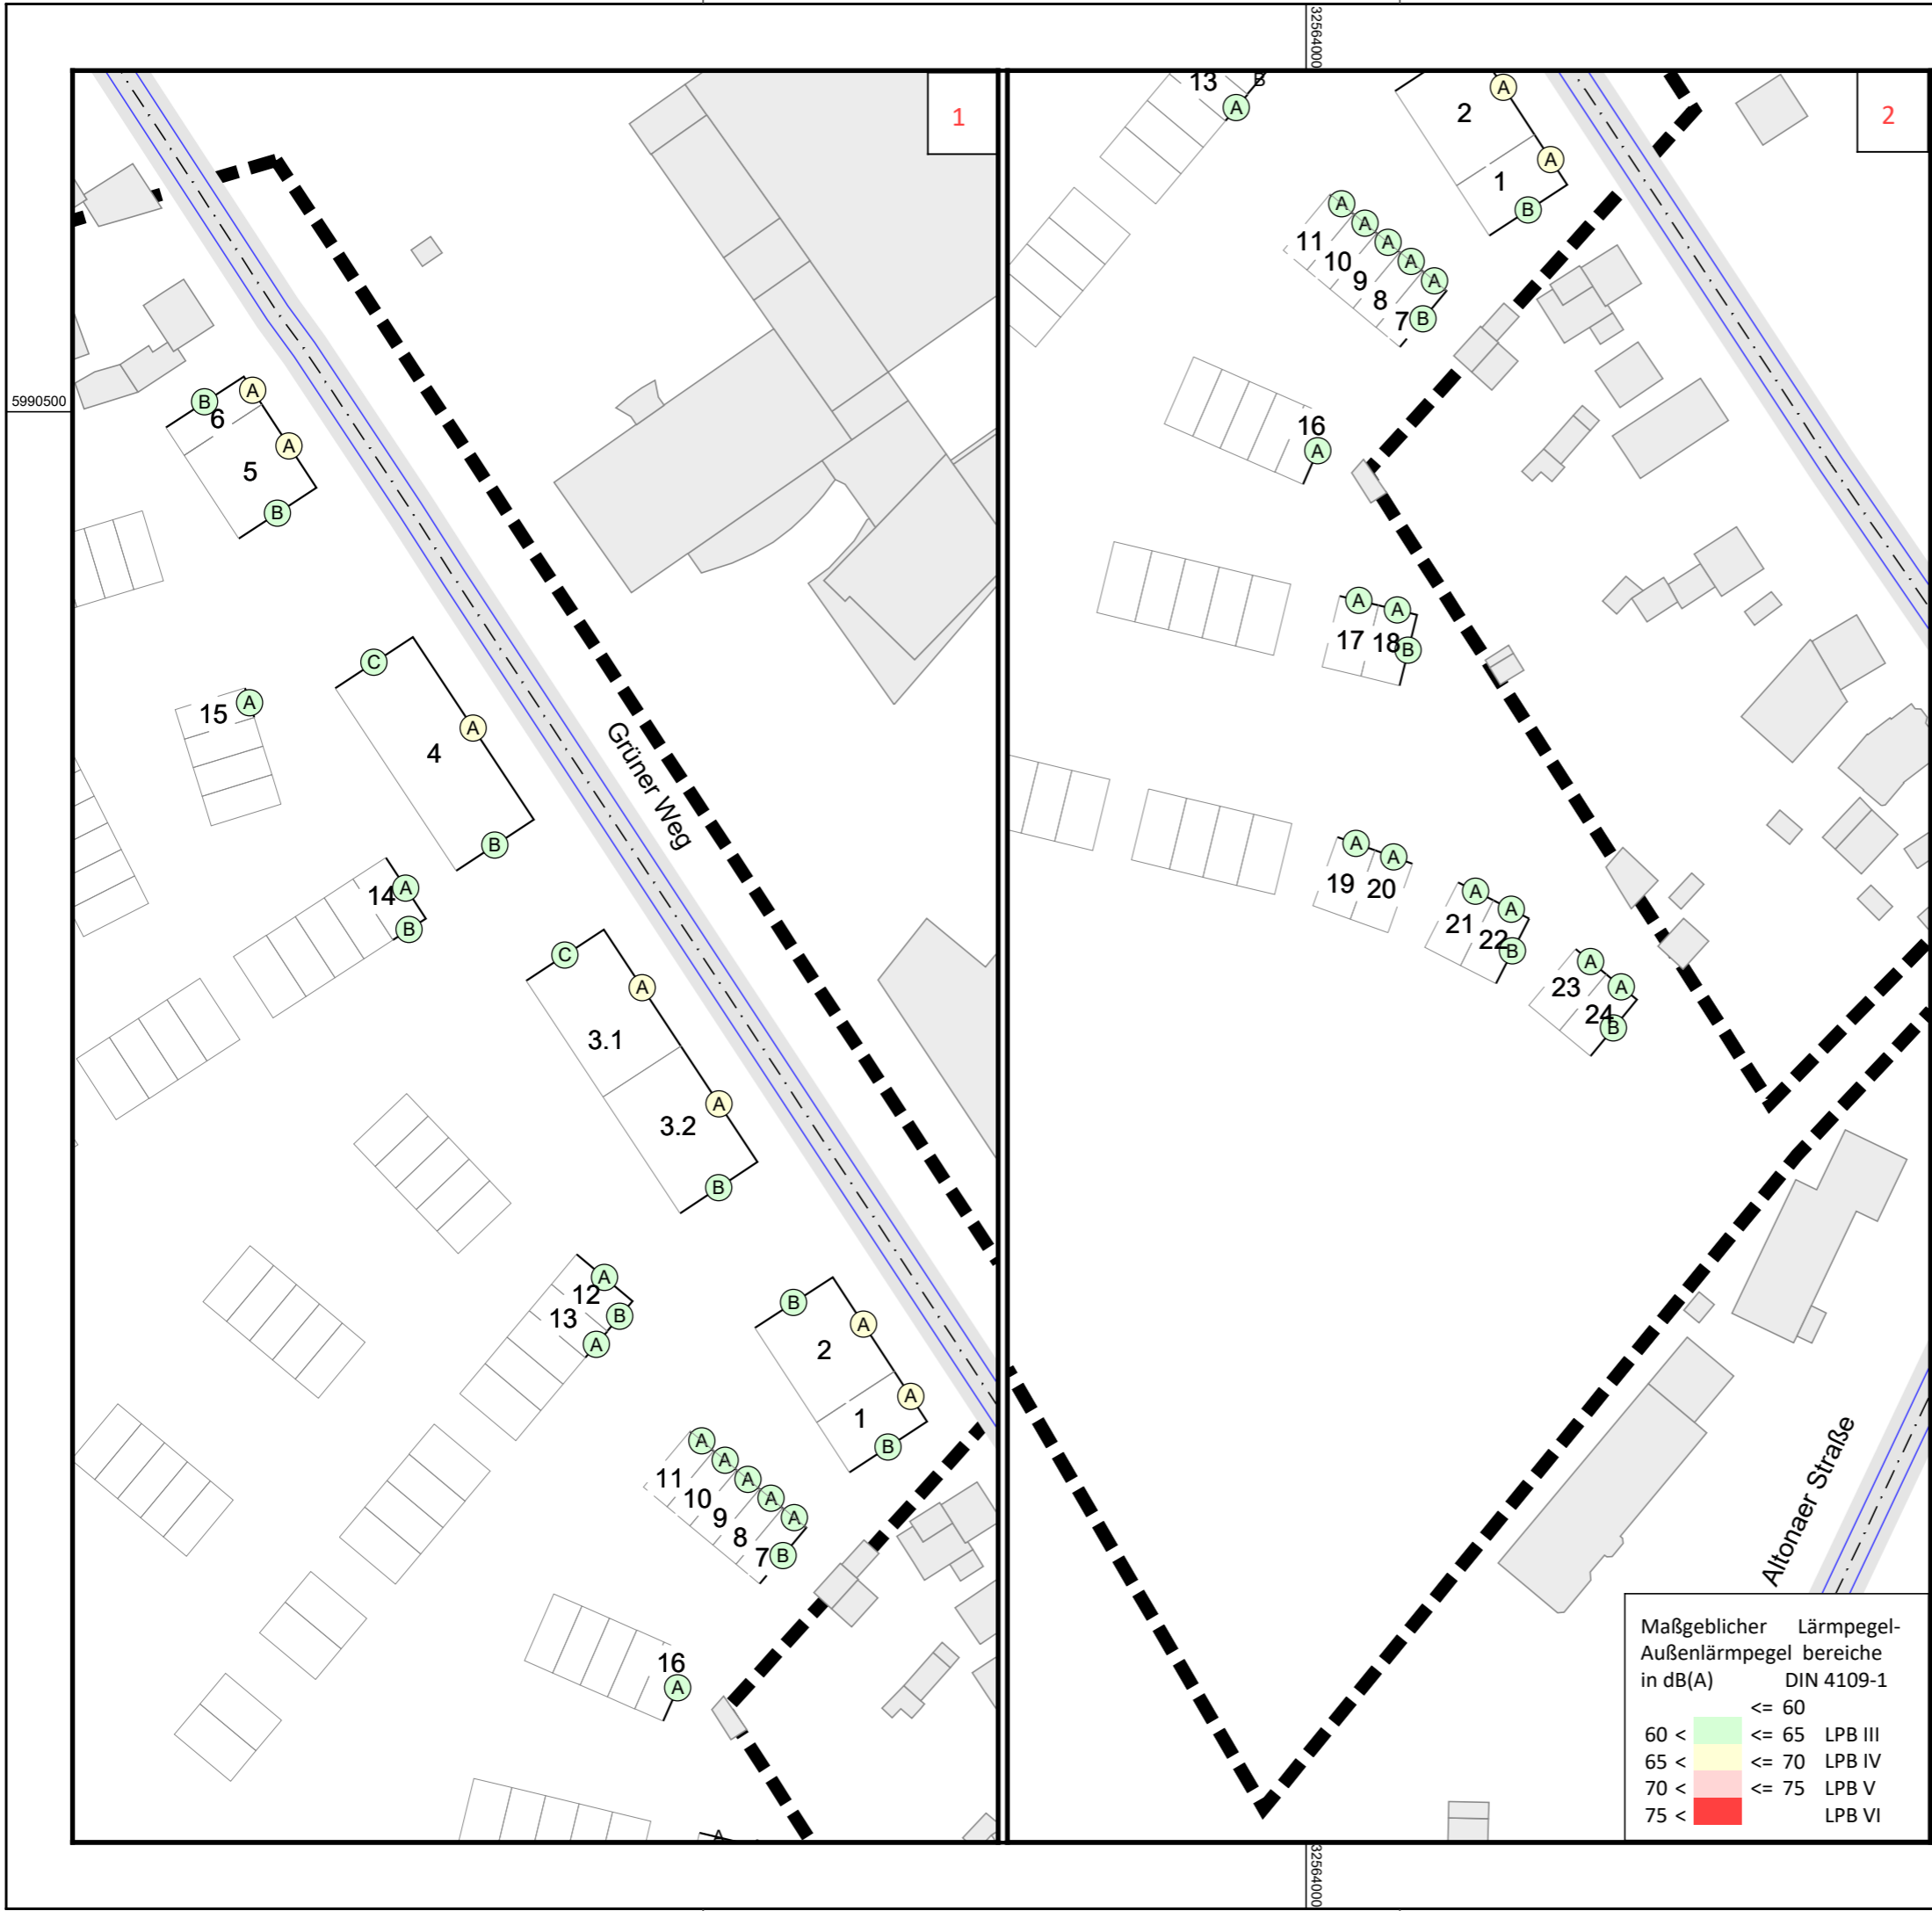 32564000
5990500
1
B
A
6
A
5
B
C
A
15
A
4
Grüner Weg
B
14
A
B
C
A
3.1
A
3.2
B
A
12
B
13
A
B
A
2
A
1
B
A
A
A
A
A
11
10
9
8
7
B
16
A
A
2
13
B
A
A
2
A
1
B
A
A
A
A
A
11
10
9
8
7
B
16
A
A
A
17
18
B
A
A
19
20
A
A
21
22
B
A
A
23
24
B
Altonaer Straße
Maßgeblicher Lärmpegel-
Außenlärmpegel bereiche
in dB(A) DIN 4109-1
<= 60
60 < <= 65 LPB III
65 < <= 70 LPB IV
70 < <= 75 LPB V
75 < LPB VI
32564000